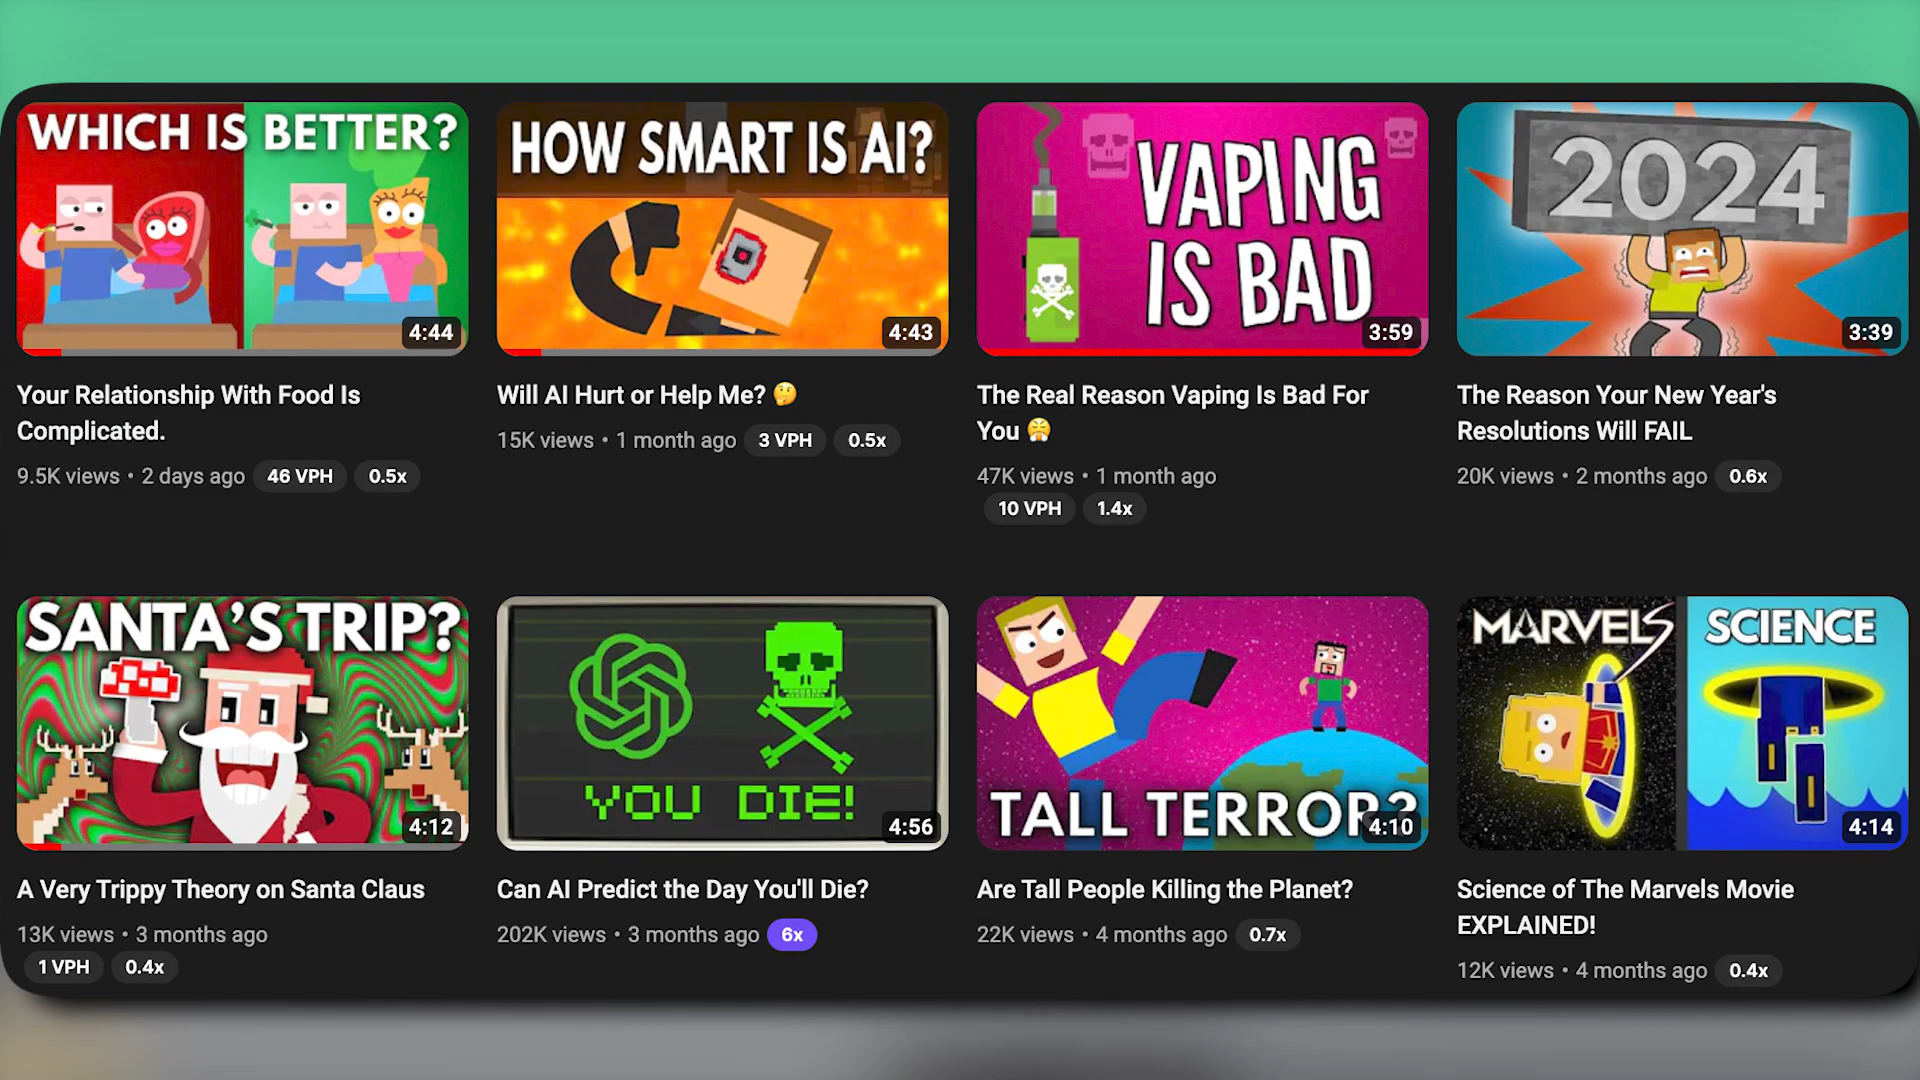 WHICH IS BETTER?
4:44
Your Relationship With Food Is
Complicated.
9.5K views • 2 days ago 46 VPH 0.5x
HOW SMART IS AI?
4:43
Will AI Hurt or Help Me? 🤔
15K views • 1 month ago 3 VPH 0.5x
VAPING
IS BAD
3:59
The Real Reason Vaping Is Bad For
You 😤
47K views • 1 month ago
10 VPH 1.4x
2024
3:39
The Reason Your New Year's
Resolutions Will FAIL
20K views • 2 months ago 0.6x
SANTA'S TRIP?
4:12
A Very Trippy Theory on Santa Claus
13K views • 3 months ago
1 VPH 0.4x
YOU DIE!
4:56
Can AI Predict the Day You'll Die?
202K views • 3 months ago 6x
TALL TERROR?
4:10
Are Tall People Killing the Planet?
22K views • 4 months ago 0.7x
MARVELS SCIENCE
4:14
Science of The Marvels Movie
EXPLAINED!
12K views • 4 months ago 0.4x